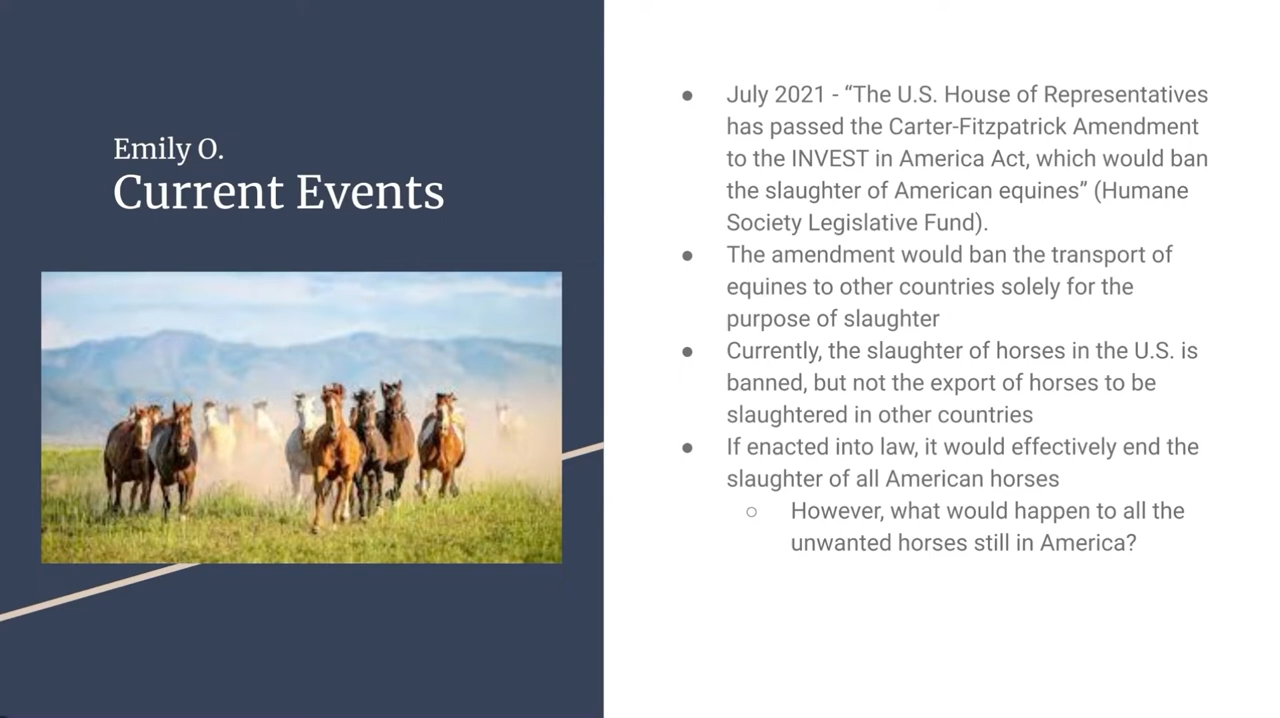 Emily O.
Current Events
● July 2021 - “The U.S. House of Representatives
has passed the Carter-Fitzpatrick Amendment
to the INVEST in America Act, which would ban
the slaughter of American equines” (Humane
Society Legislative Fund).
● The amendment would ban the transport of
equines to other countries solely for the
purpose of slaughter
● Currently, the slaughter of horses in the U.S. is
banned, but not the export of horses to be
slaughtered in other countries
● If enacted into law, it would effectively end the
slaughter of all American horses
○ However, what would happen to all the
unwanted horses still in America?